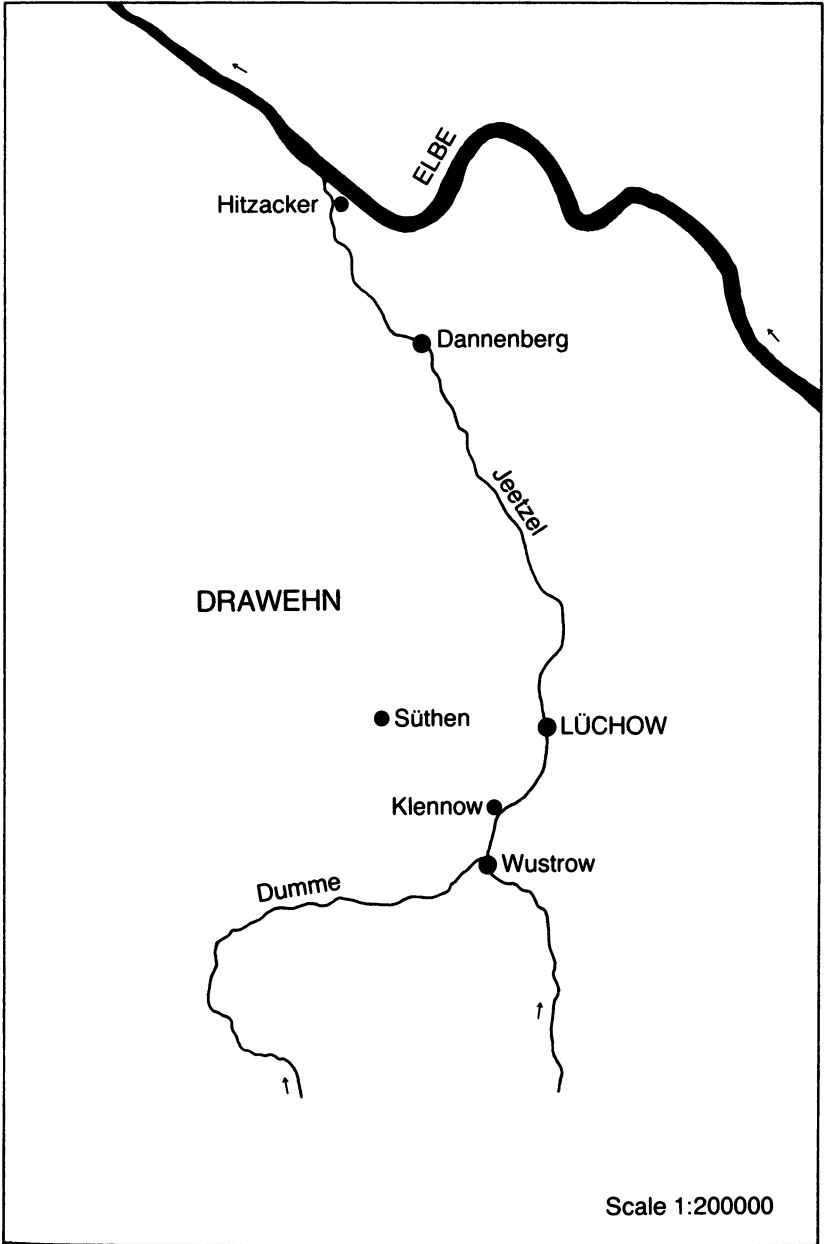 ELBE
Hitzacker
Dannenberg
Jeetzel
DRAWEHN
Süthen
LÜCHOW
Klennow
Wustrow
Dumme
Scale 1:200000